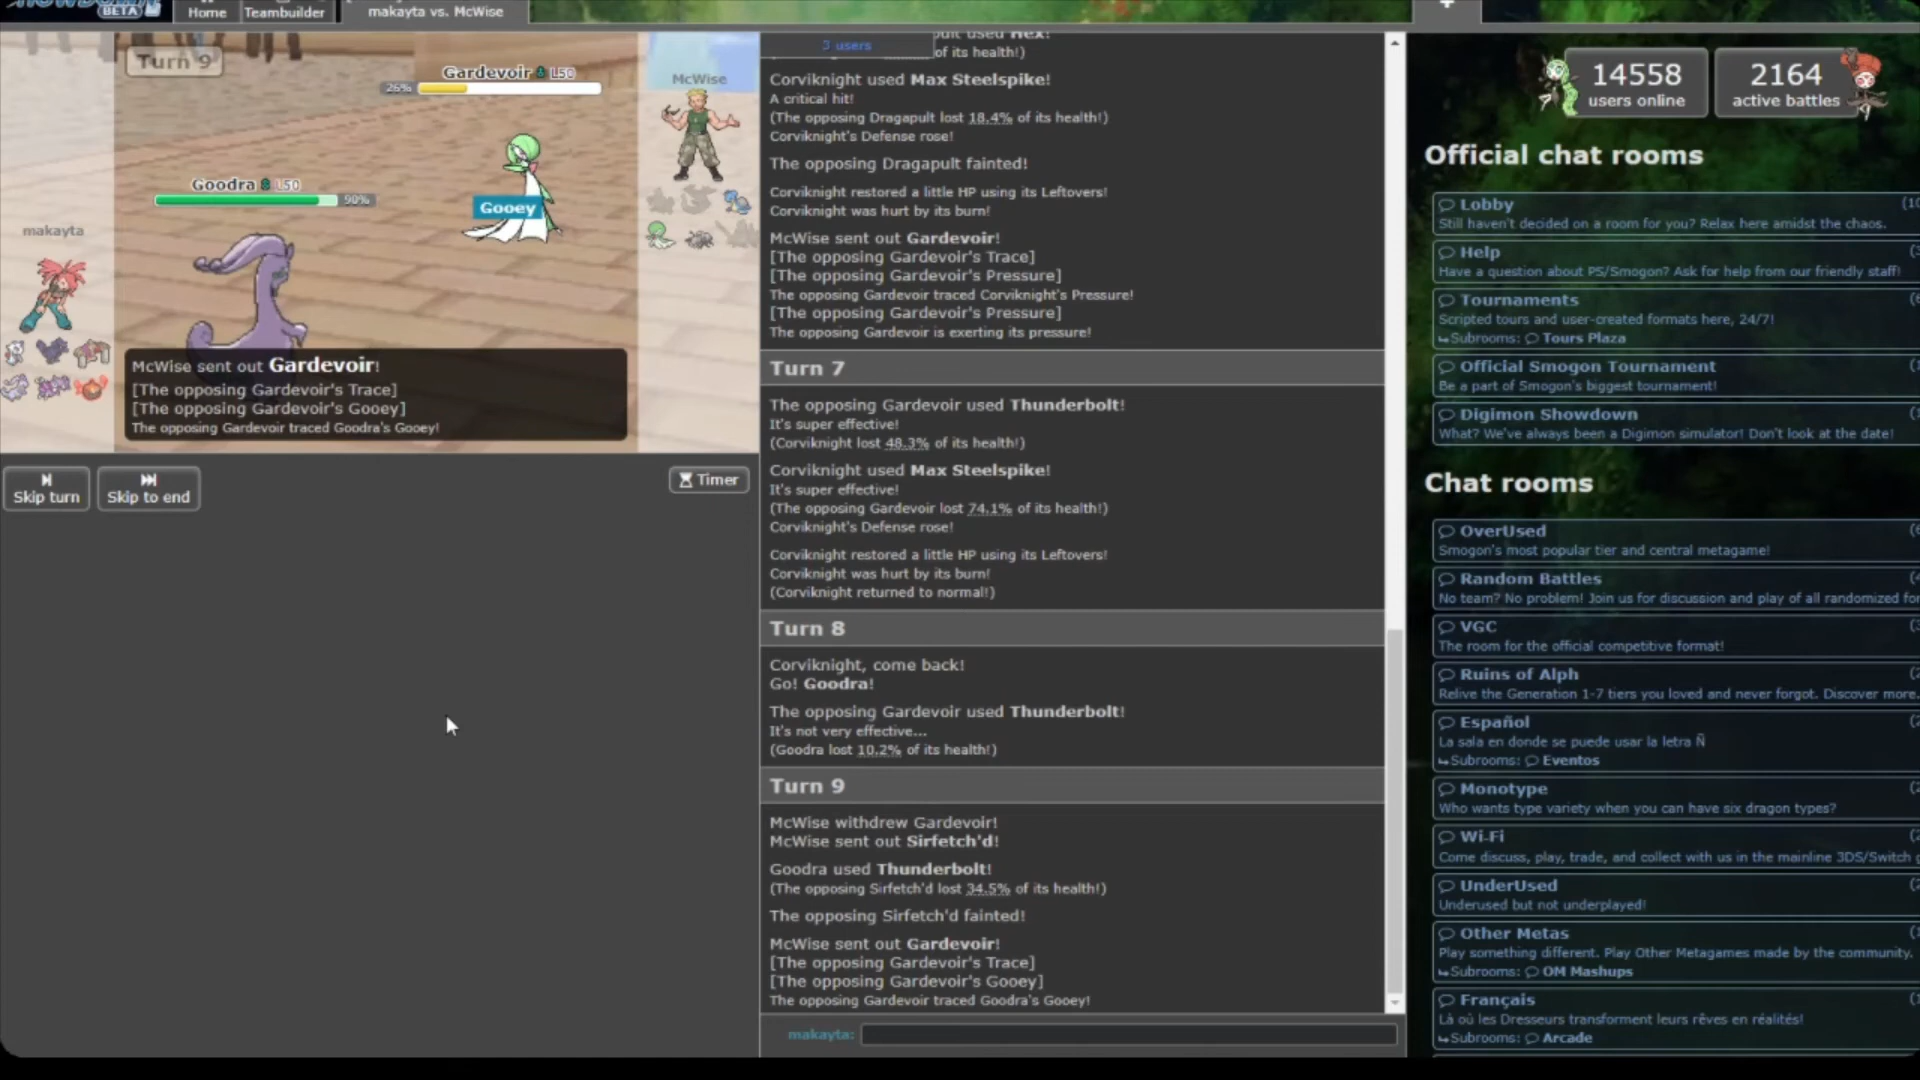 BETA
Home
Teambuilder
makayta vs. McWise
+
Turn 9
Gardevoir L50
26%
McWise
Goodra L50
90%
Gooey
makayta
McWise sent out Gardevoir!
[The opposing Gardevoir's Trace]
[The opposing Gardevoir's Gooey]
The opposing Gardevoir traced Goodra's Gooey!
Skip turn
Skip to end
Timer
3 users
used Hex!
of its health!)
Corviknight used Max Steelspike!
A critical hit!
(The opposing Dragapult lost 18.4% of its health!)
Corviknight's Defense rose!
The opposing Dragapult fainted!
Corviknight restored a little HP using its Leftovers!
Corviknight was hurt by its burn!
McWise sent out Gardevoir!
[The opposing Gardevoir's Trace]
[The opposing Gardevoir's Pressure]
The opposing Gardevoir traced Corviknight's Pressure!
[The opposing Gardevoir's Pressure]
The opposing Gardevoir is exerting its pressure!
Turn 7
The opposing Gardevoir used Thunderbolt!
It's super effective!
(Corviknight lost 48.3% of its health!)
Corviknight used Max Steelspike!
It's super effective!
(The opposing Gardevoir lost 74.1% of its health!)
Corviknight's Defense rose!
Corviknight restored a little HP using its Leftovers!
Corviknight was hurt by its burn!
(Corviknight returned to normal!)
Turn 8
Corviknight, come back!
Go! Goodra!
The opposing Gardevoir used Thunderbolt!
It's not very effective...
(Goodra lost 10.2% of its health!)
Turn 9
McWise withdrew Gardevoir!
McWise sent out Sirfetch'd!
Goodra used Thunderbolt!
(The opposing Sirfetch'd lost 34.5% of its health!)
The opposing Sirfetch'd fainted!
McWise sent out Gardevoir!
[The opposing Gardevoir's Trace]
[The opposing Gardevoir's Gooey]
The opposing Gardevoir traced Goodra's Gooey!
makayta:
14558
users online
2164
active battles
Official chat rooms
Lobby
Still haven't decided on a room for you? Relax here amidst the chaos.
Help
Have a question about PS/Smogon? Ask for help from our friendly staff!
Tournaments
Scripted tours and user-created formats here, 24/7!
Subrooms: Tours Plaza
Official Smogon Tournament
Be a part of Smogon's biggest tournament!
Digimon Showdown
What? We've always been a Digimon simulator! Don't look at the date!
Chat rooms
OverUsed
Smogon's most popular tier and central metagame!
Random Battles
No team? No problem! Join us for discussion and play of all randomized
VGC
The room for the official competitive format!
Ruins of Alph
Relive the Generation 1-7 tiers you loved and never forgot. Discover more.
Español
La sala en donde se puede usar la letra Ñ
Subrooms: Eventos
Monotype
Who wants type variety when you can have six dragon types?
Wi-Fi
Come discuss, play, trade, and collect with us in the mainline 3DS/Switch
UnderUsed
Underused but not underplayed!
Other Metas
Play something different. Play Other Metagames made by the community.
Subrooms: OM Mashups
Français
Là où les Dresseurs transforment leurs rêves en réalités!
Subrooms: Arcade